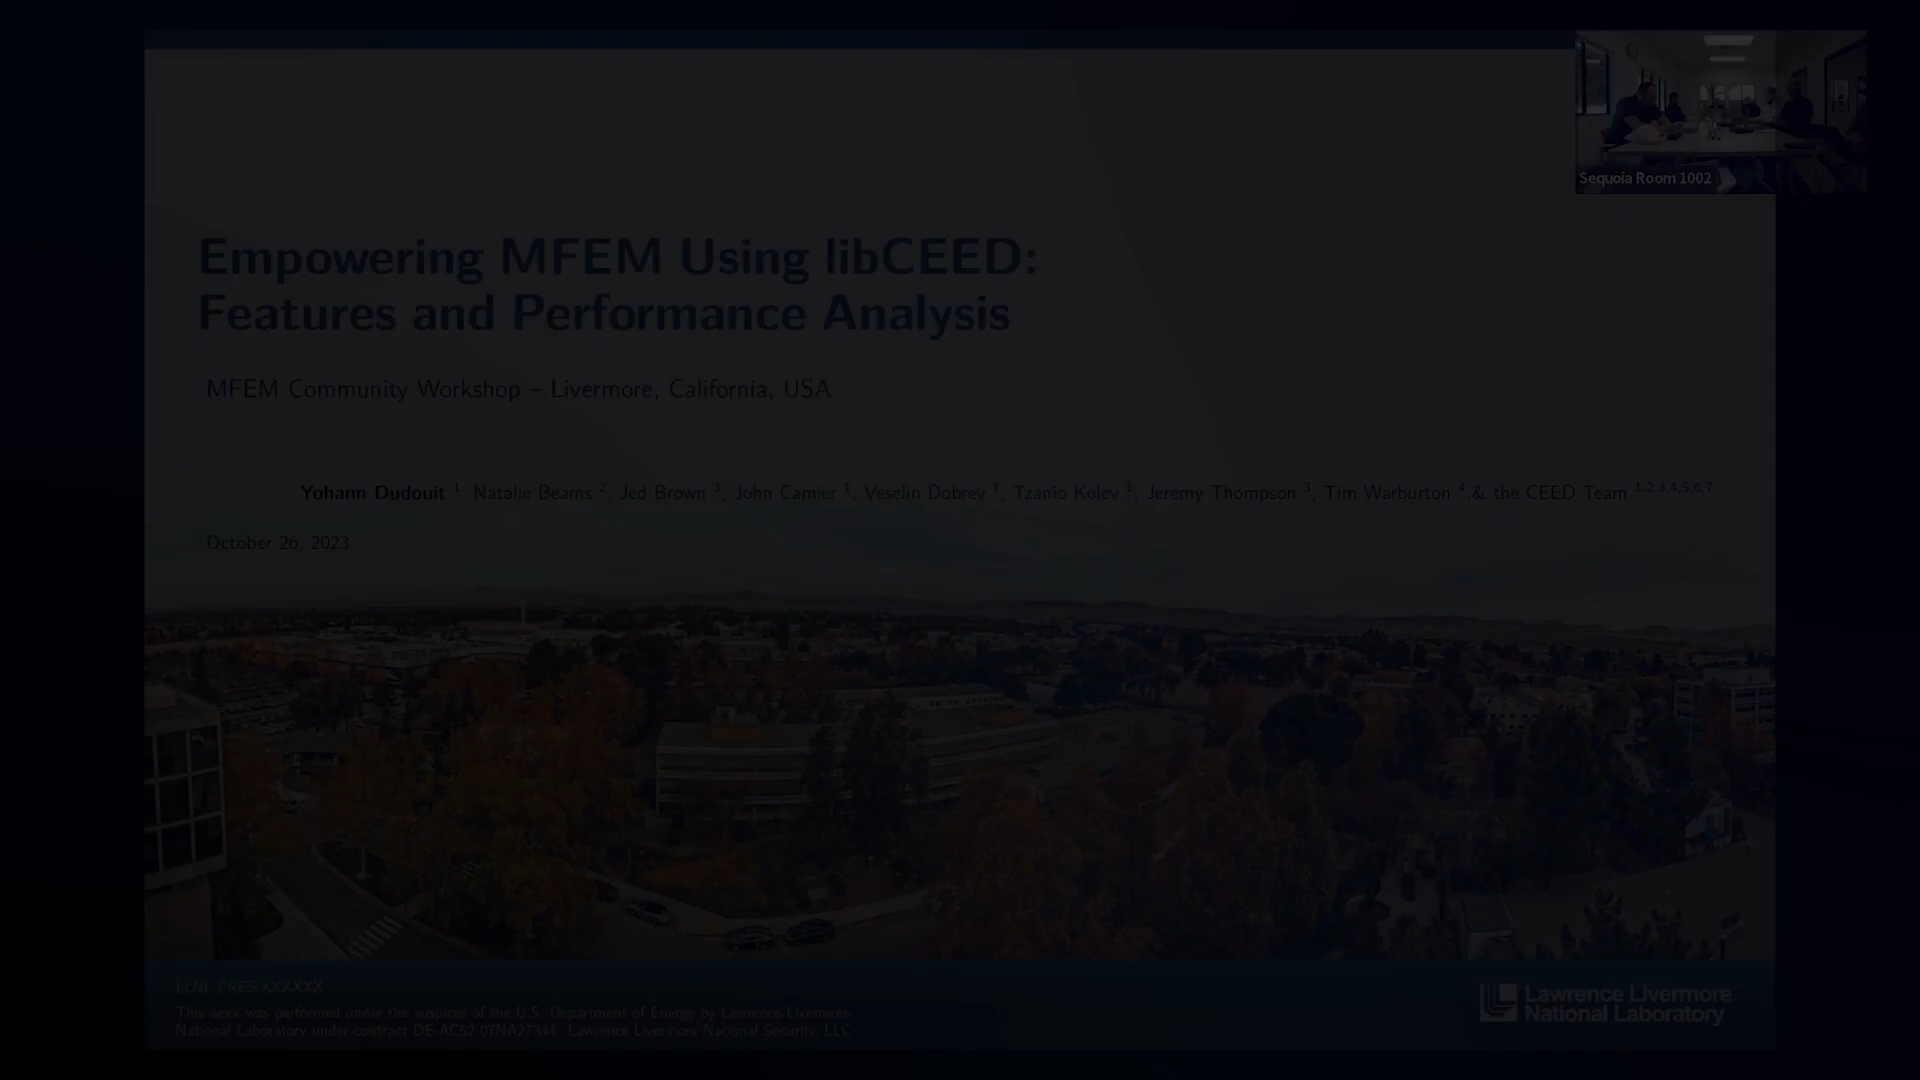 Sequoia Room 1002
Empowering MFEM Using libCEED:
Features and Performance Analysis
MFEM Community Workshop – Livermore, California, USA
Yohann Dudouit 1, Natalie Beams 2, Jed Brown 3, John Camier 1, Veselin Dobrev 1, Tzanio Kolev 1, Jeremy Thompson 3, Tim Warburton 4,& the CEED Team 1,2,3,4,5,6,7
October 26, 2023
LLNL-PRES-XXXXXX
This work was performed under the auspices of the U.S. Department of Energy by Lawrence Livermore
National Laboratory under contract DE-AC52-07NA27344. Lawrence Livermore National Security, LLC
Lawrence Livermore
National Laboratory